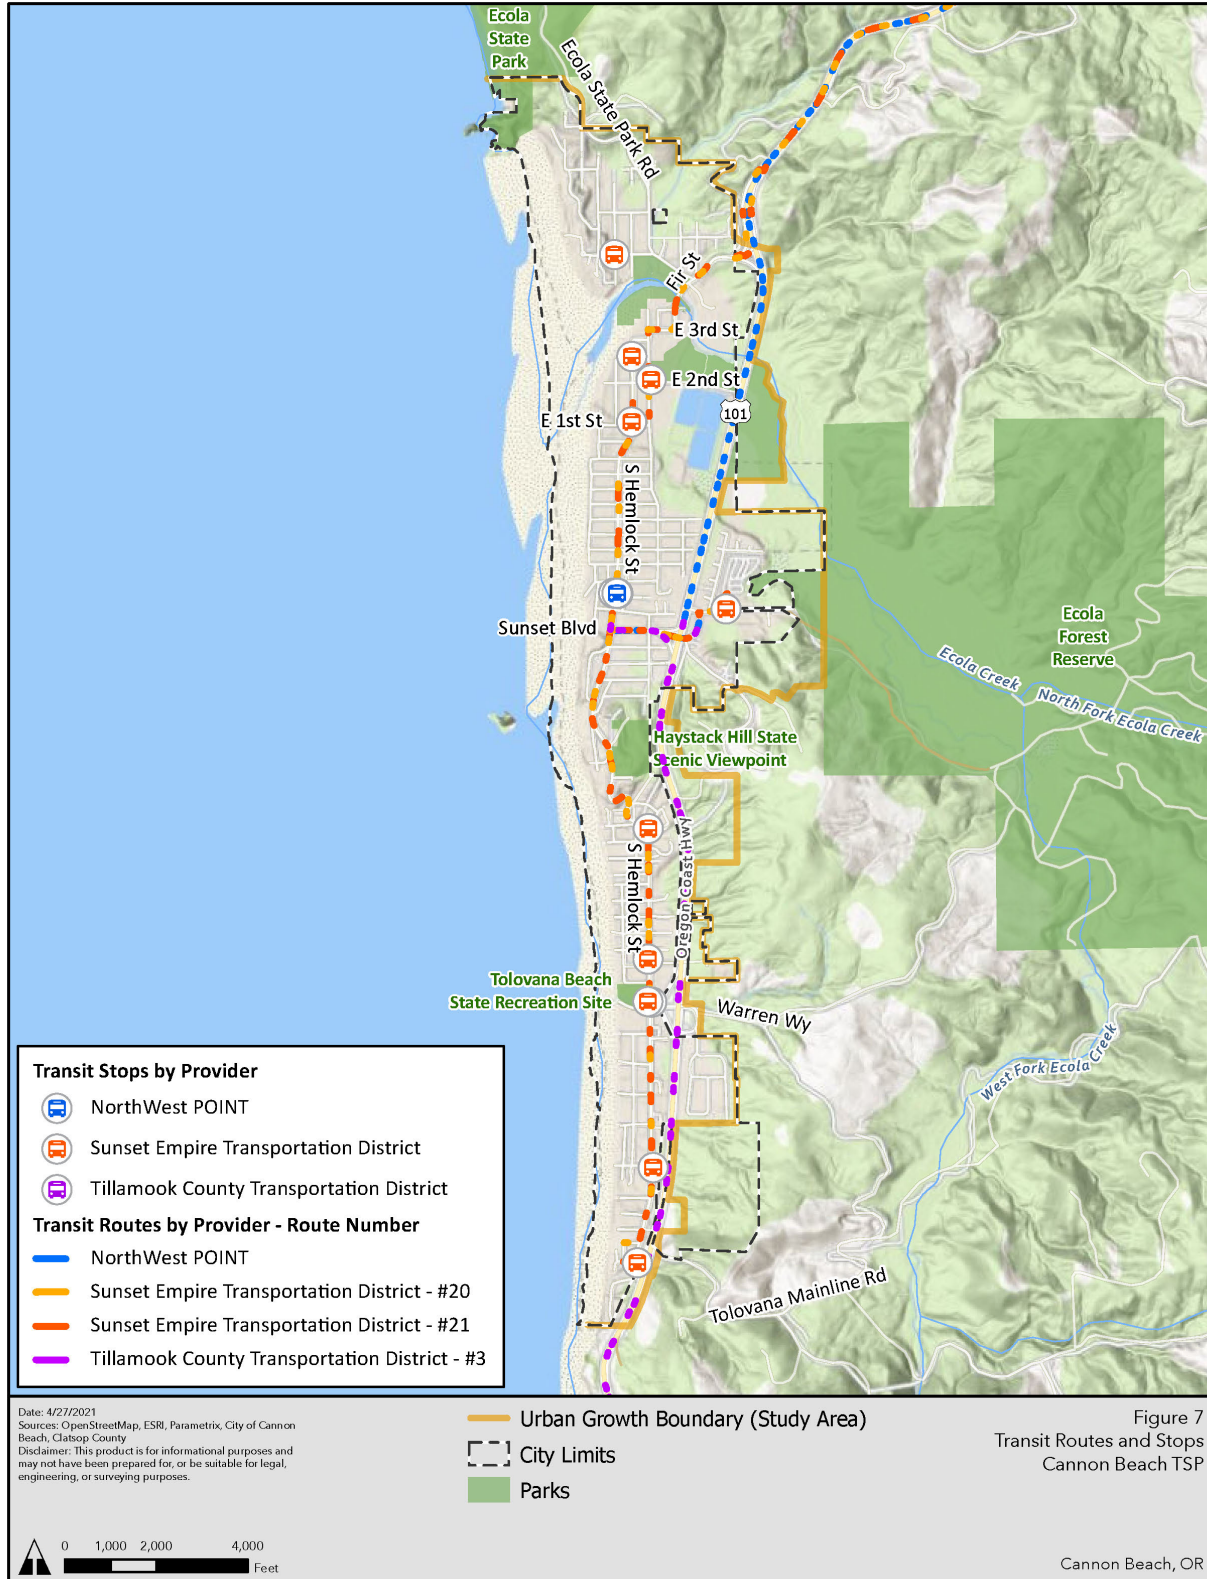 Ecola
State
Park
Ecola State Park Rd
Fir St
E 3rd St
E 2nd St
101
E 1st St
S Hemlock St
Sunset Blvd
Ecola
Forest
Reserve
Ecola Creek
North Fork Ecola Creek
Haystack Hill State
Scenic Viewpoint
Oregon Coast Hwy
S Hemlock St
Tolovana Beach
State Recreation Site
Warren Wy
West Fork Ecola Creek
Tolovana Mainline Rd
Transit Stops by Provider
NorthWest POINT
Sunset Empire Transportation District
Tillamook County Transportation District
Transit Routes by Provider - Route Number
NorthWest POINT
Sunset Empire Transportation District - #20
Sunset Empire Transportation District - #21
Tillamook County Transportation District - #3
Date: 4/27/2021
Sources: OpenStreetMap, ESRI, Parametrix, City of Cannon
Beach, Clatsop County
Disclaimer: This product is for informational purposes and
may not have been prepared for, or be suitable for legal,
engineering, or surveying purposes.
0 1,000 2,000 4,000
Feet
Urban Growth Boundary (Study Area)
City Limits
Parks
Figure 7
Transit Routes and Stops
Cannon Beach TSP
Cannon Beach, OR